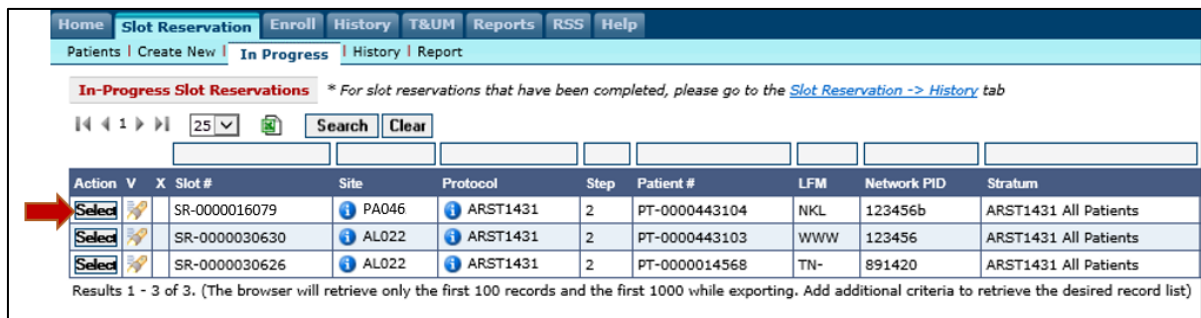 Home Slot Reservation Enroll History T&UM Reports RSS Help
Patients | Create New | In Progress | History | Report
In-Progress Slot Reservations * For slot reservations that have been completed, please go to the Slot Reservation -> History tab
1 25 Search Clear
Action V X Slot # Site Protocol Step Patient # LFM Network PID Stratum
Select SR-0000016079 PA046 ARST1431 2 PT-0000443104 NKL 123456b ARST1431 All Patients
Select SR-0000030630 AL022 ARST1431 2 PT-0000443103 WWW 123456 ARST1431 All Patients
Select SR-0000030626 AL022 ARST1431 2 PT-0000014568 TN- 891420 ARST1431 All Patients
Results 1 - 3 of 3. (The browser will retrieve only the first 100 records and the first 1000 while exporting. Add additional criteria to retrieve the desired record list)